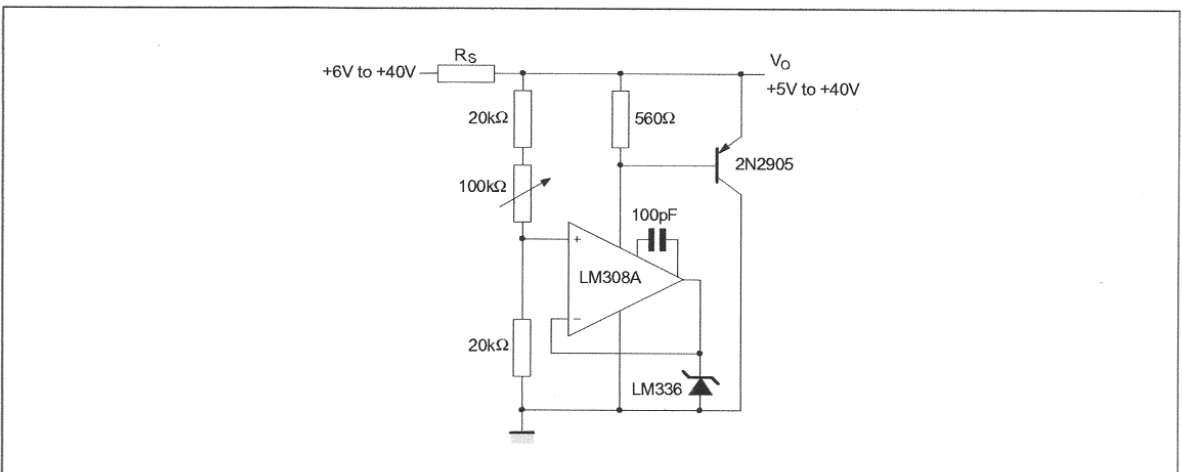 R_S
+6V to +40V
V_O
+5V to +40V
20kΩ
560Ω
2N2905
100kΩ
100pF
+
LM308A
−
20kΩ
LM336